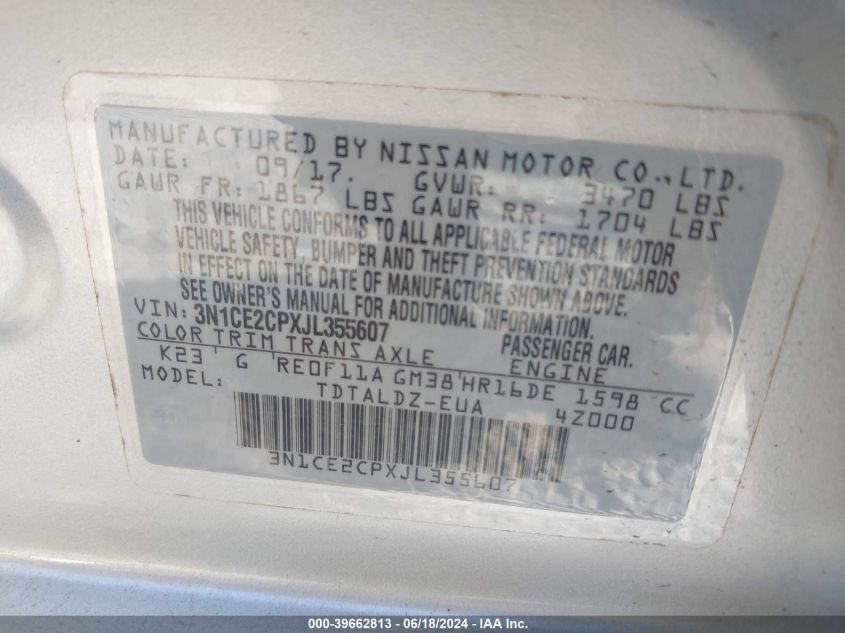 MANUFACTURED BY NISSAN MOTOR CO., LTD.
DATE: 09/17. GVWR: 3470 LBS
GAWR FR: 1867 LBS GAWR RR: 1704 LBS
THIS VEHICLE CONFORMS TO ALL APPLICABLE FEDERAL MOTOR
VEHICLE SAFETY, BUMPER AND THEFT PREVENTION STANDARDS
IN EFFECT ON THE DATE OF MANUFACTURE SHOWN ABOVE.
SEE OWNER'S MANUAL FOR ADDITIONAL INFORMATION.
VIN: 3N1CE2CPXJL355607 PASSENGER CAR.
COLOR TRIM TRANS AXLE ENGINE
K23 G RE0F11A GM38 HR16DE 1598 CC
MODEL: TDTALDZ-EUA 4Z000
3N1CE2CPXJL355607
000-39662813 - 06/18/2024 - IAA Inc.